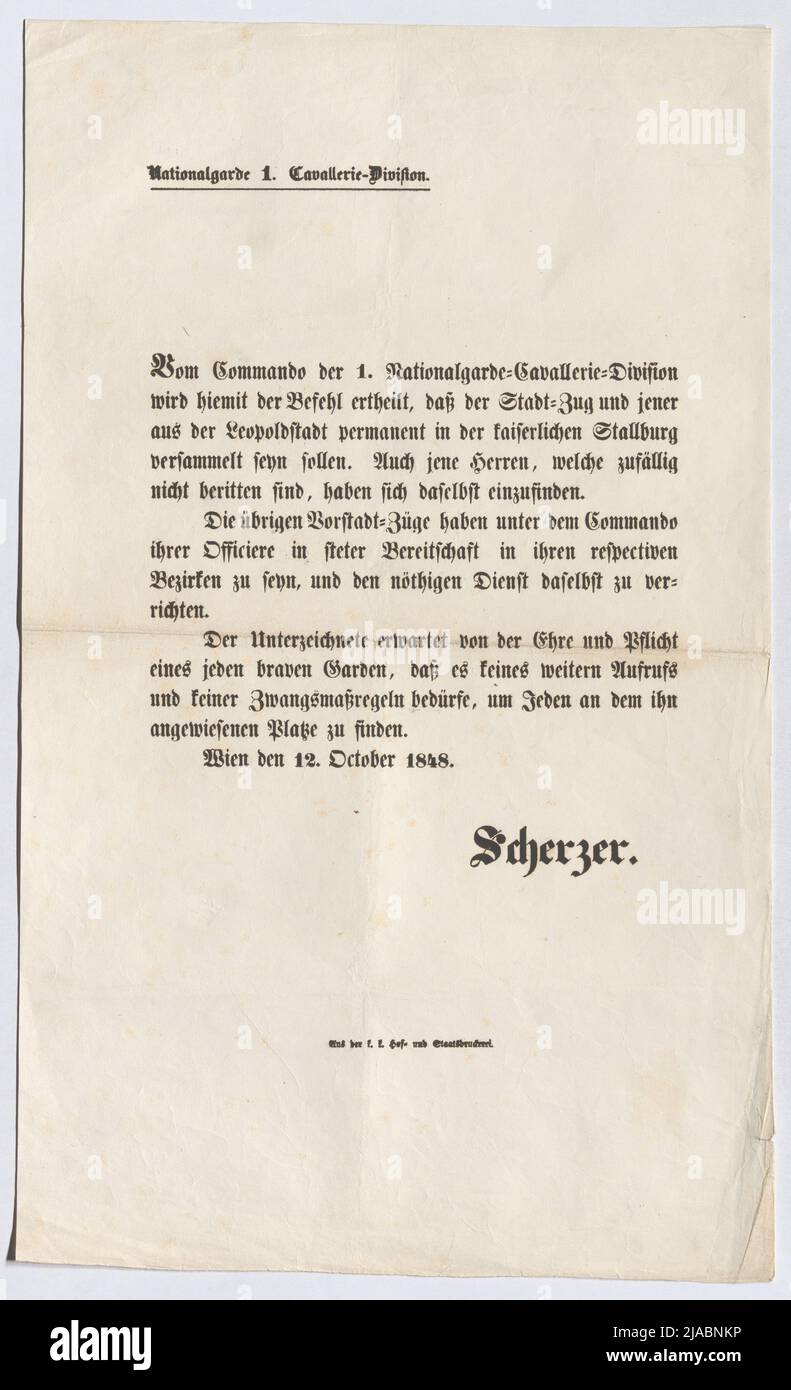 Nationalgarde 1. Cavallerie-Division.
Vom Commando der 1. Nationalgarde-Cavallerie-Division
wird hiemit der Befehl ertheilt, daß der Stadt-Zug und jener
aus der Leopoldstadt permanent in der kaiserlichen Stallburg
versammelt seyn sollen. Auch jene Herren, welche zufällig
nicht beritten sind, haben sich daselbst einzufinden.
Die übrigen Vorstadt-Züge haben unter dem Commando
ihrer Officiere in steter Bereitschaft in ihren respectiven
Bezirken zu seyn, und den nöthigen Dienst daselbst zu ver-
richten.
Der Unterzeichnete erwartet von der Ehre und Pflicht
eines jeden braven Garden, daß es keines weitern Aufrufs
und keiner Zwangsmaßregeln bedürfe, um Jeden an dem ihn
angewiesenen Platze zu finden.
Wien den 12. October 1848.
Scherzer.
Aus der k. k. Hof- und Staatsdruckerei.
alamy
alamy
alamy
alamy
Image ID: 2JABNKP
www.alamy.com